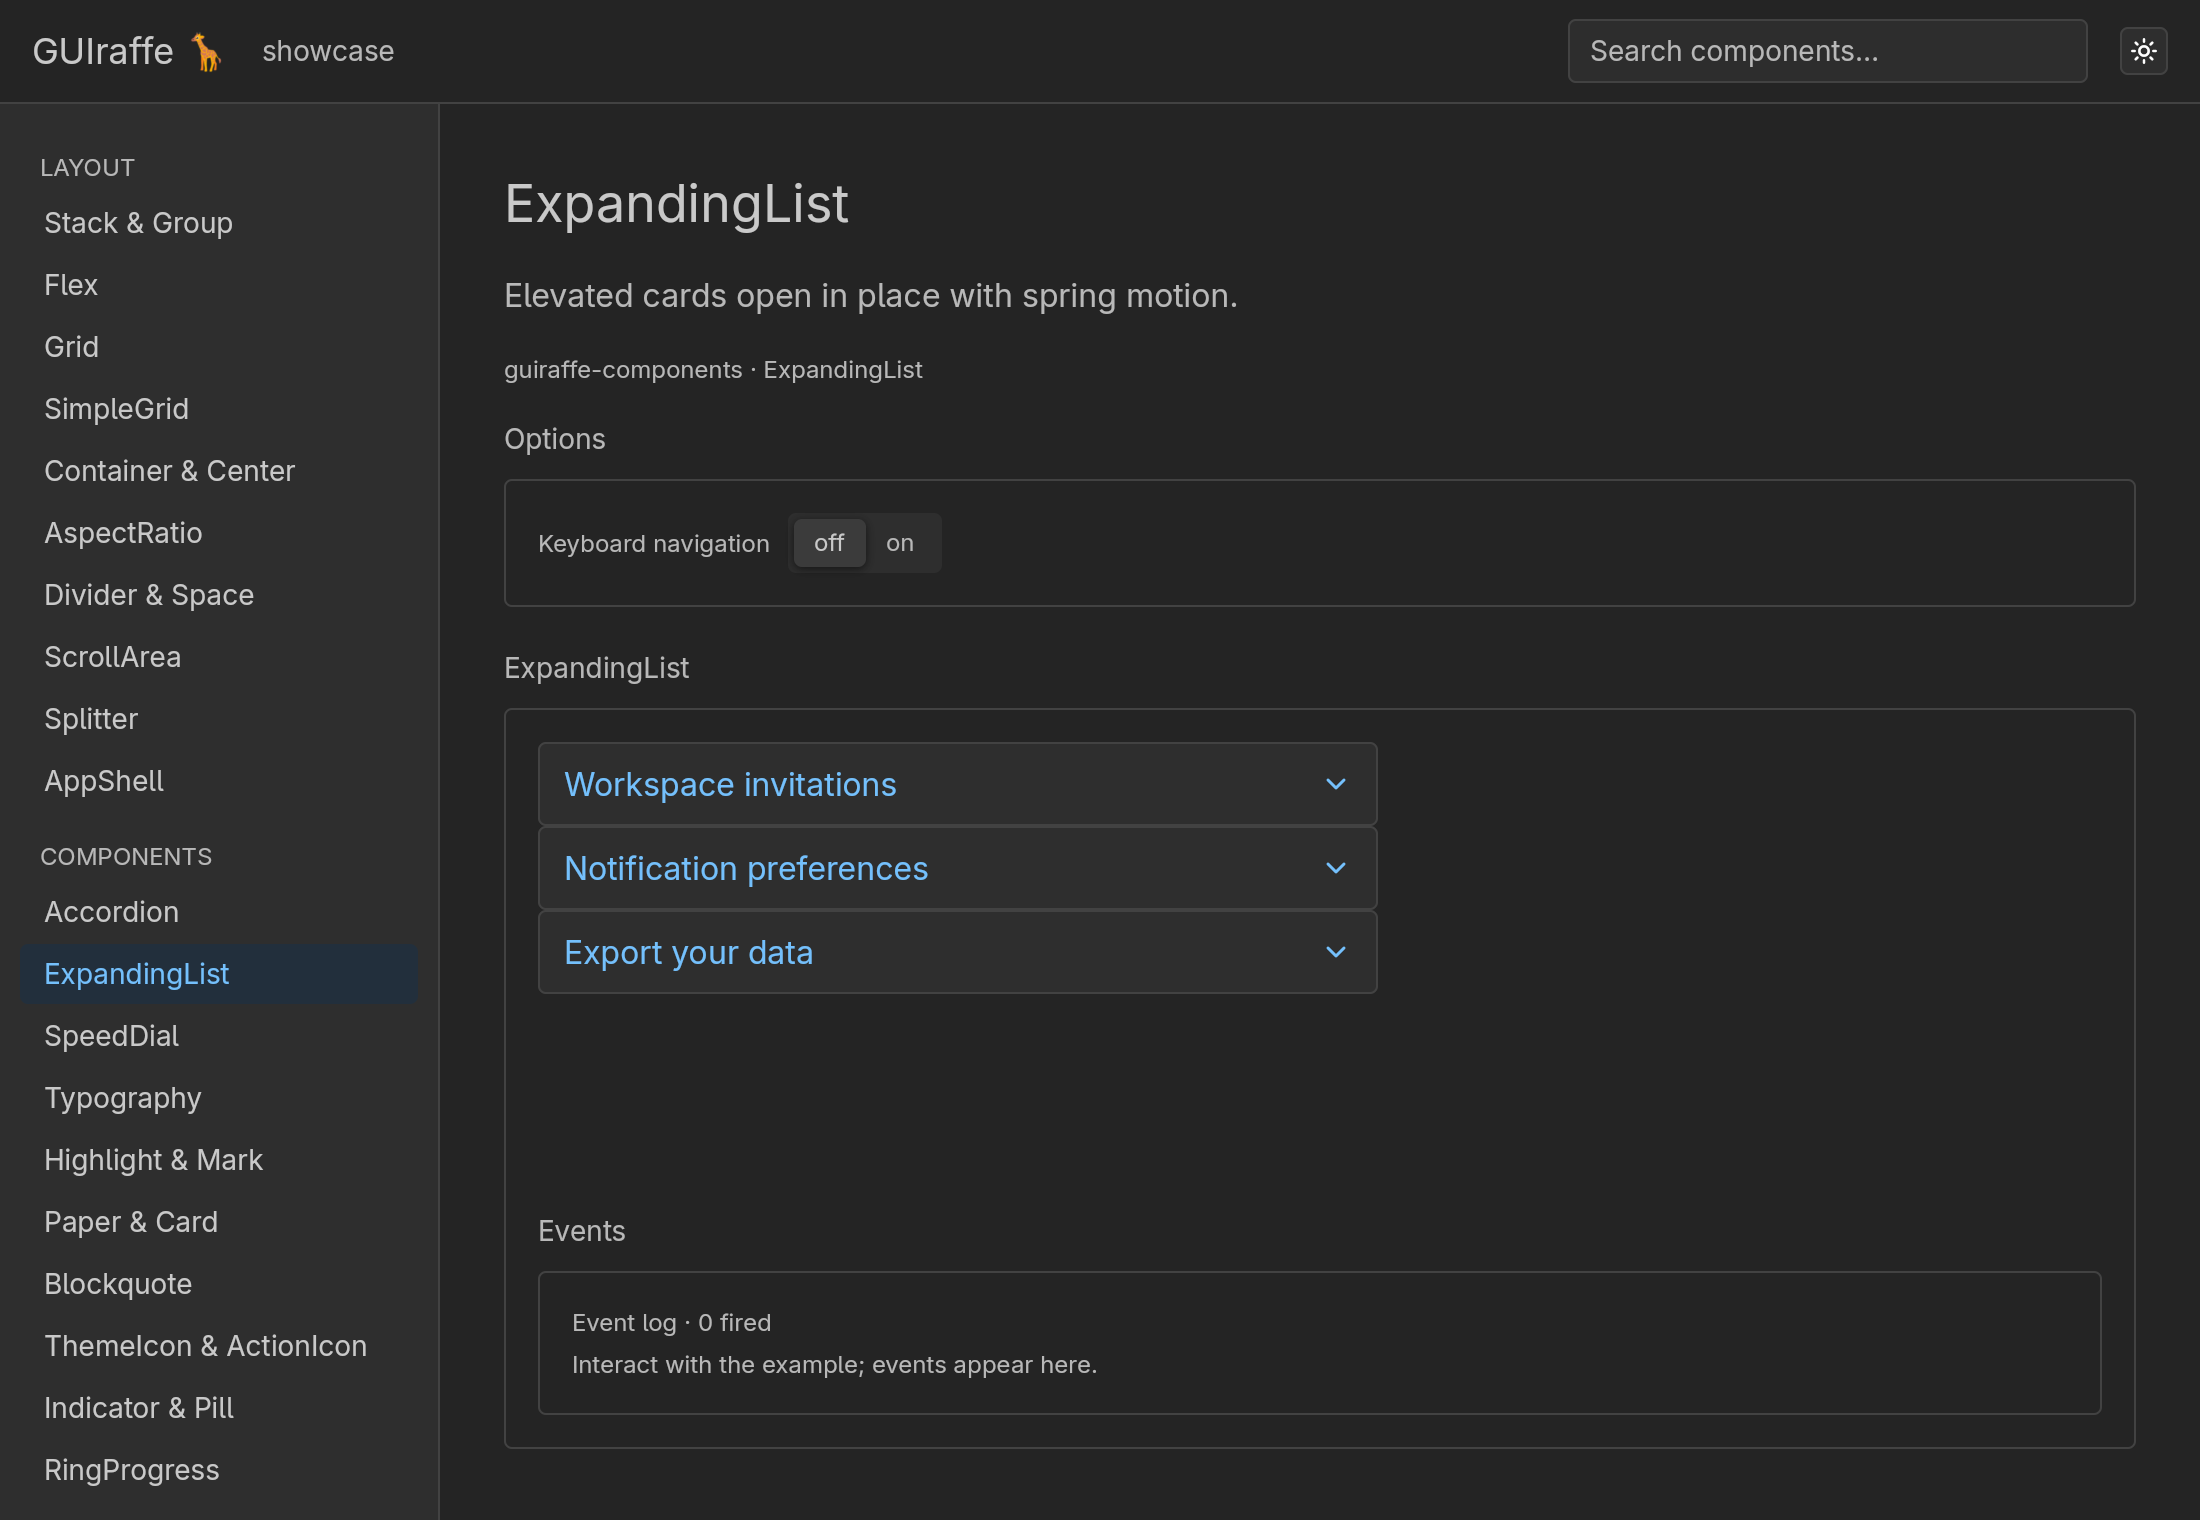 GUIraffe 🦒 showcase
Search components...
LAYOUT
Stack & Group
Flex
Grid
SimpleGrid
Container & Center
AspectRatio
Divider & Space
ScrollArea
Splitter
AppShell
COMPONENTS
Accordion
ExpandingList
SpeedDial
Typography
Highlight & Mark
Paper & Card
Blockquote
ThemeIcon & ActionIcon
Indicator & Pill
RingProgress
ExpandingList
Elevated cards open in place with spring motion.
guiraffe-components · ExpandingList
Options
Keyboard navigation off on
ExpandingList
Workspace invitations
Notification preferences
Export your data
Events
Event log · 0 fired
Interact with the example; events appear here.